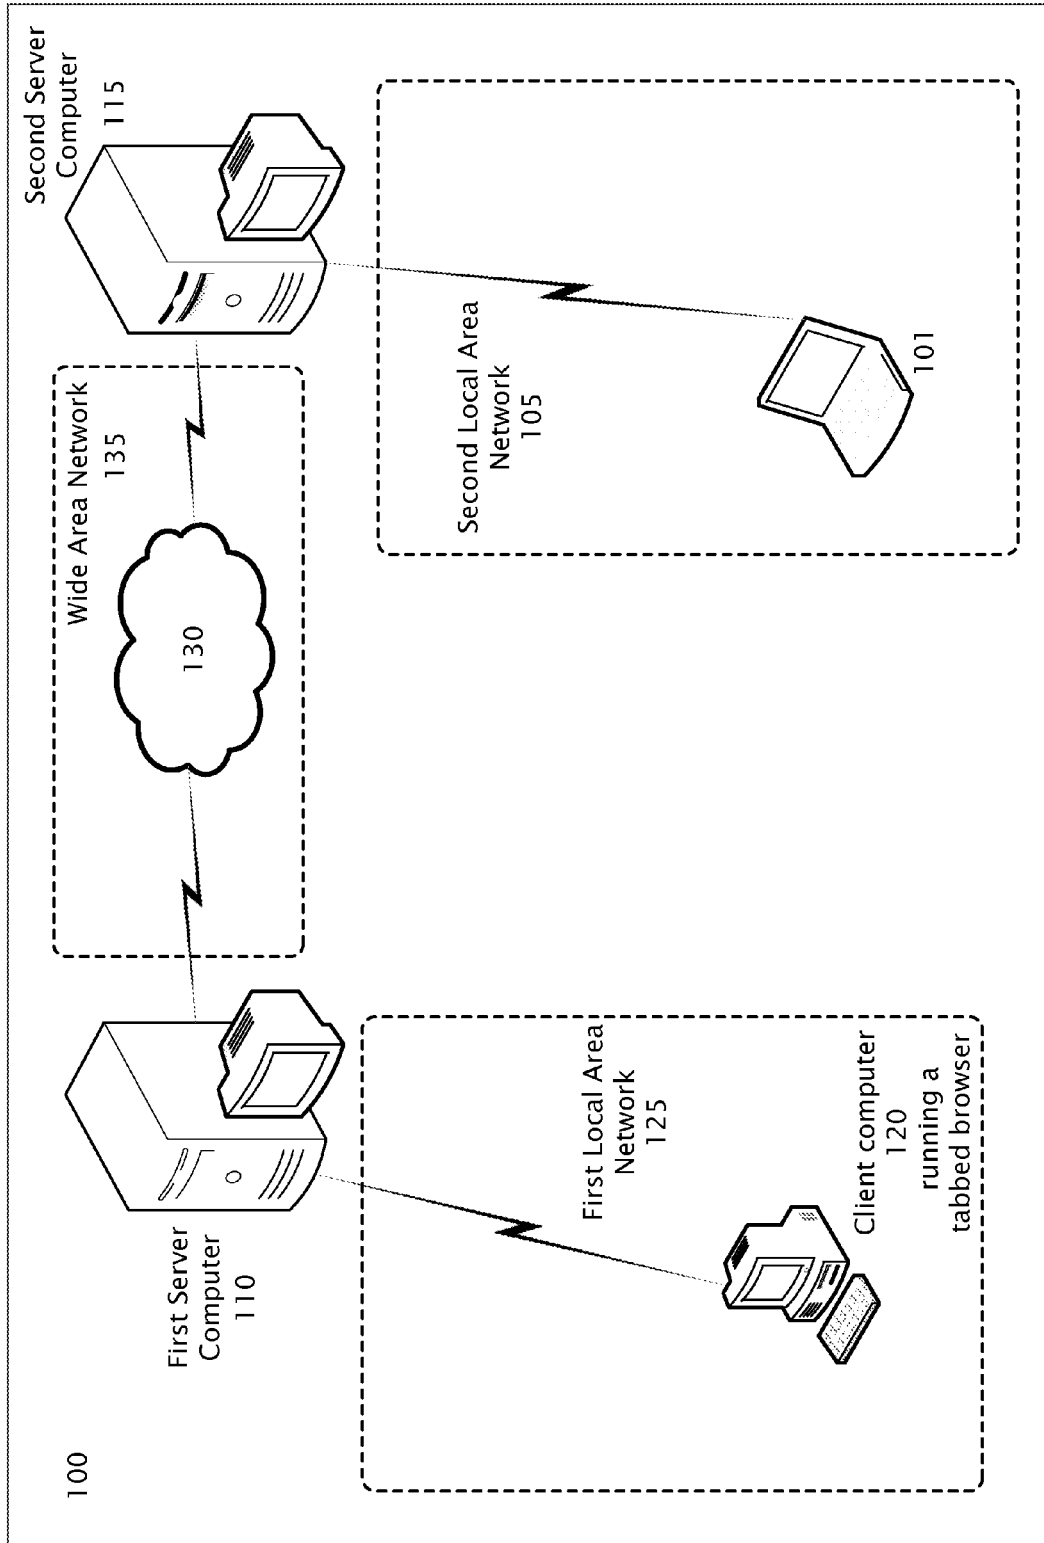 100
First Server
Computer
110
Wide Area Network
135
130
Second Server
Computer
115
First Local Area
Network
125
Client computer
120
running a
tabbed browser
Second Local Area
Network
105
101